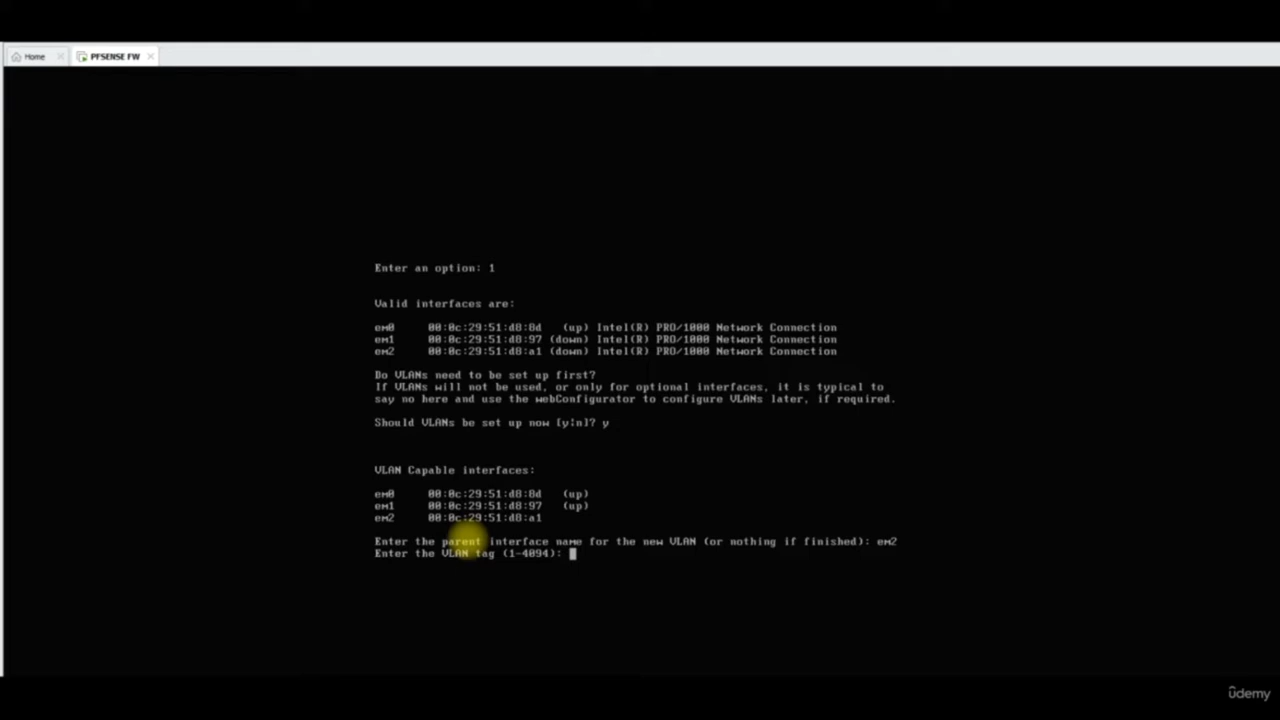 Home
PFSENSE FW
Enter an option: 1
Valid interfaces are:
em0 00:0c:29:51:d8:8d (up) Intel(R) PRO/1000 Network Connection
em1 00:0c:29:51:d8:97 (down) Intel(R) PRO/1000 Network Connection
em2 00:0c:29:51:d8:a1 (down) Intel(R) PRO/1000 Network Connection
Do VLANs need to be set up first?
If VLANs will not be used, or only for optional interfaces, it is typical to
say no here and use the webConfigurator to configure VLANs later, if required.
Should VLANs be set up now [y|n]? y
VLAN Capable interfaces:
em0 00:0c:29:51:d8:8d (up)
em1 00:0c:29:51:d8:97 (up)
em2 00:0c:29:51:d8:a1
Enter the parent interface name for the new VLAN (or nothing if finished): em2
Enter the VLAN tag (1-4094):
ûdemy